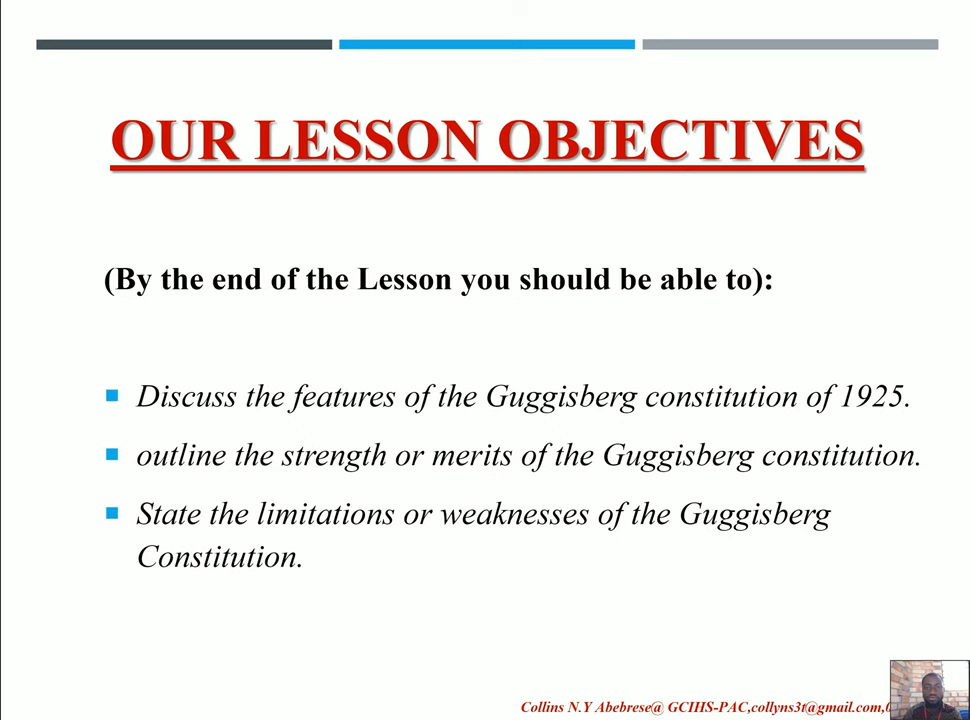 OUR LESSON OBJECTIVES
(By the end of the Lesson you should be able to):
Discuss the features of the Guggisberg constitution of 1925.
outline the strength or merits of the Guggisberg constitution.
State the limitations or weaknesses of the Guggisberg
Constitution.
Collins N.Y Abebrese@ GCIHS-PAC,collyns3t@gmail.com,